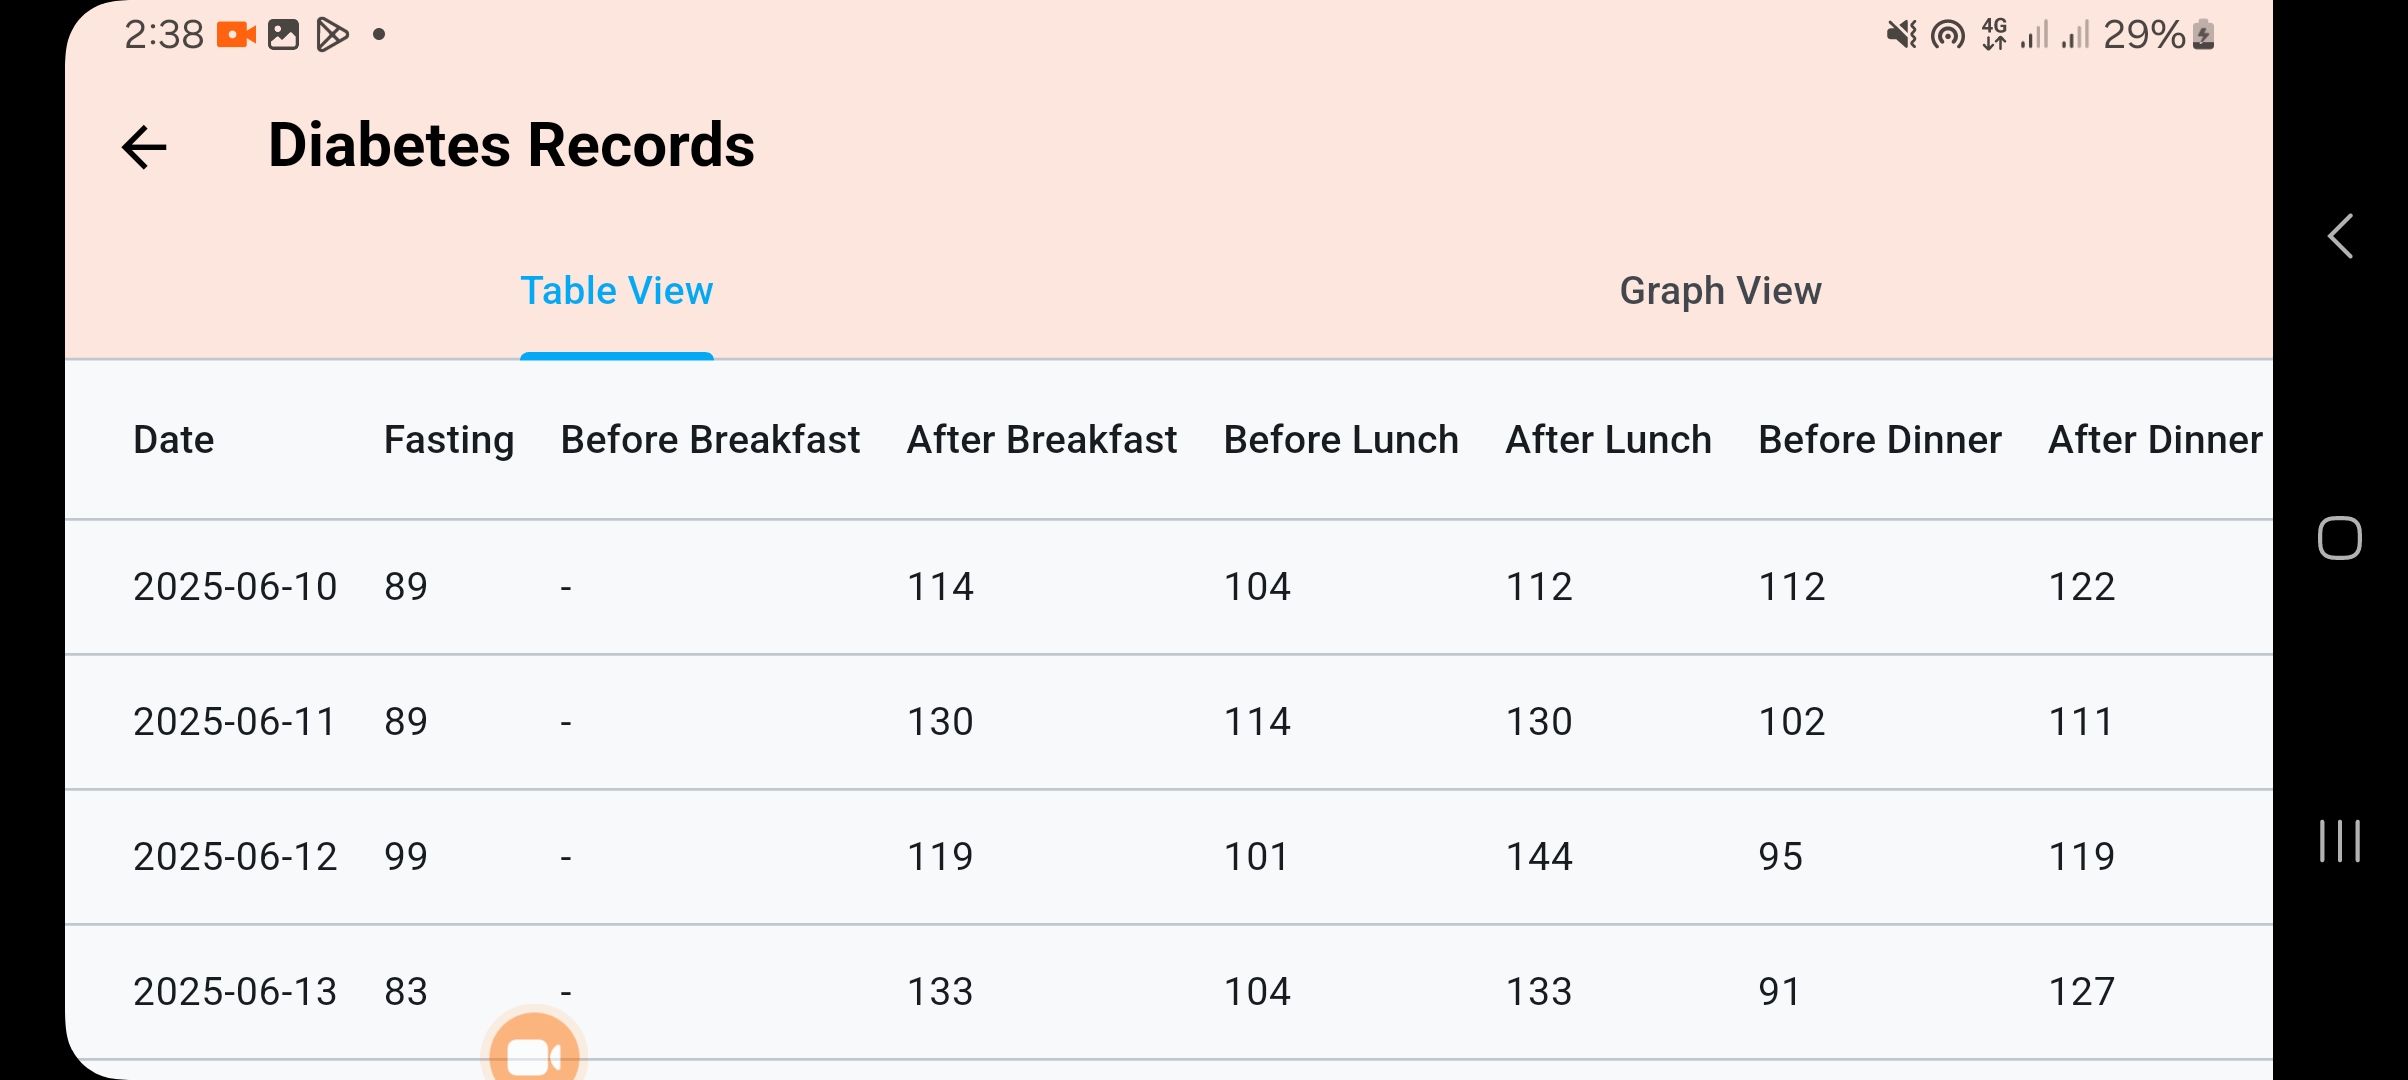 2:38 4G 29%
Diabetes Records
Table View Graph View
Date Fasting Before Breakfast After Breakfast Before Lunch After Lunch Before Dinner After Dinner
2025-06-10 89 - 114 104 112 112 122
2025-06-11 89 - 130 114 130 102 111
2025-06-12 99 - 119 101 144 95 119
2025-06-13 83 - 133 104 133 91 127